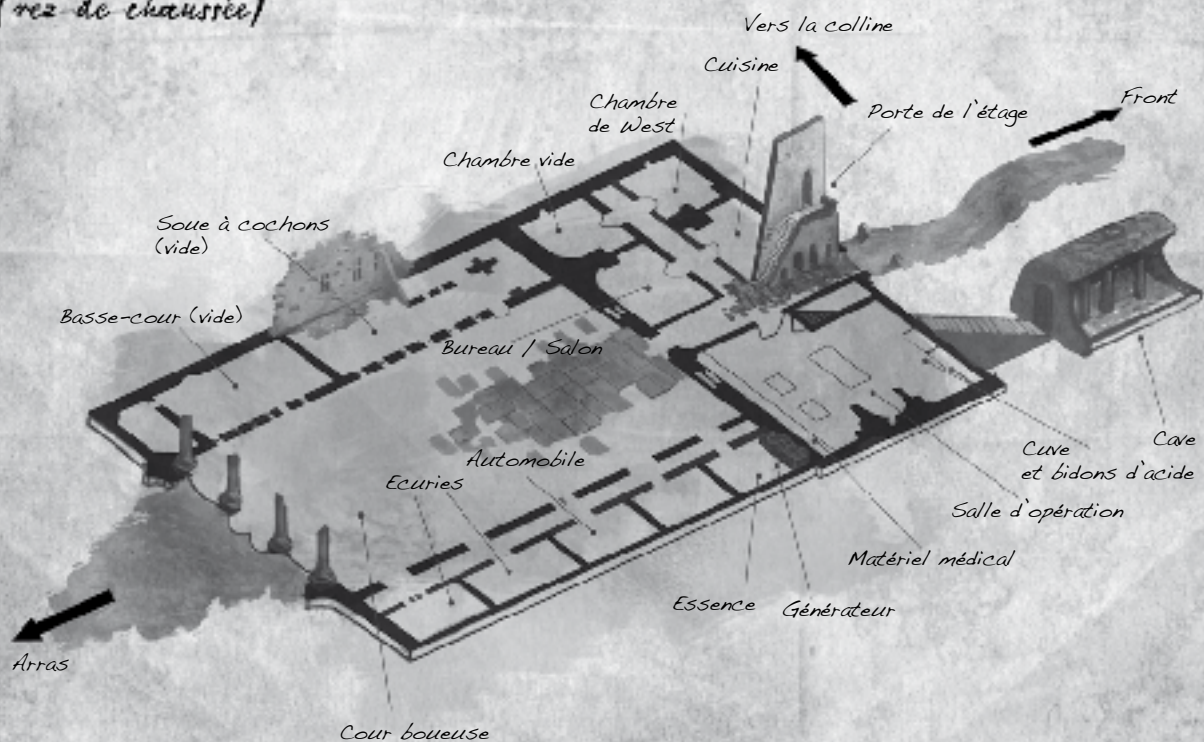 (rez-de-chaussée)
Vers la colline
Cuisine
Chambre
de West
Porte de l'étage
Front
Chambre vide
Soue à cochons
(vide)
Basse-cour (vide)
Bureau / Salon
Automobile
Ecuries
Cuve
et bidons d'acide
Cave
Salle d'opération
Matériel médical
Essence
Générateur
Arras
Cour boueuse